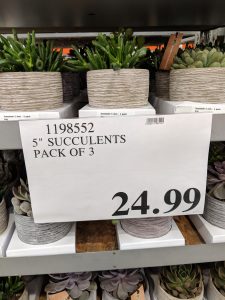 1198552
5" SUCCULENTS
PACK OF 3
24.99